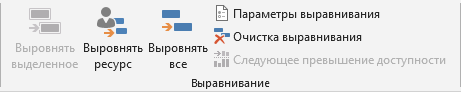 Выровнять
выделенное
Выровнять
ресурс
Выровнять
все
Параметры выравнивания
Очистка выравнивания
Следующее превышение доступности
Выравнивание